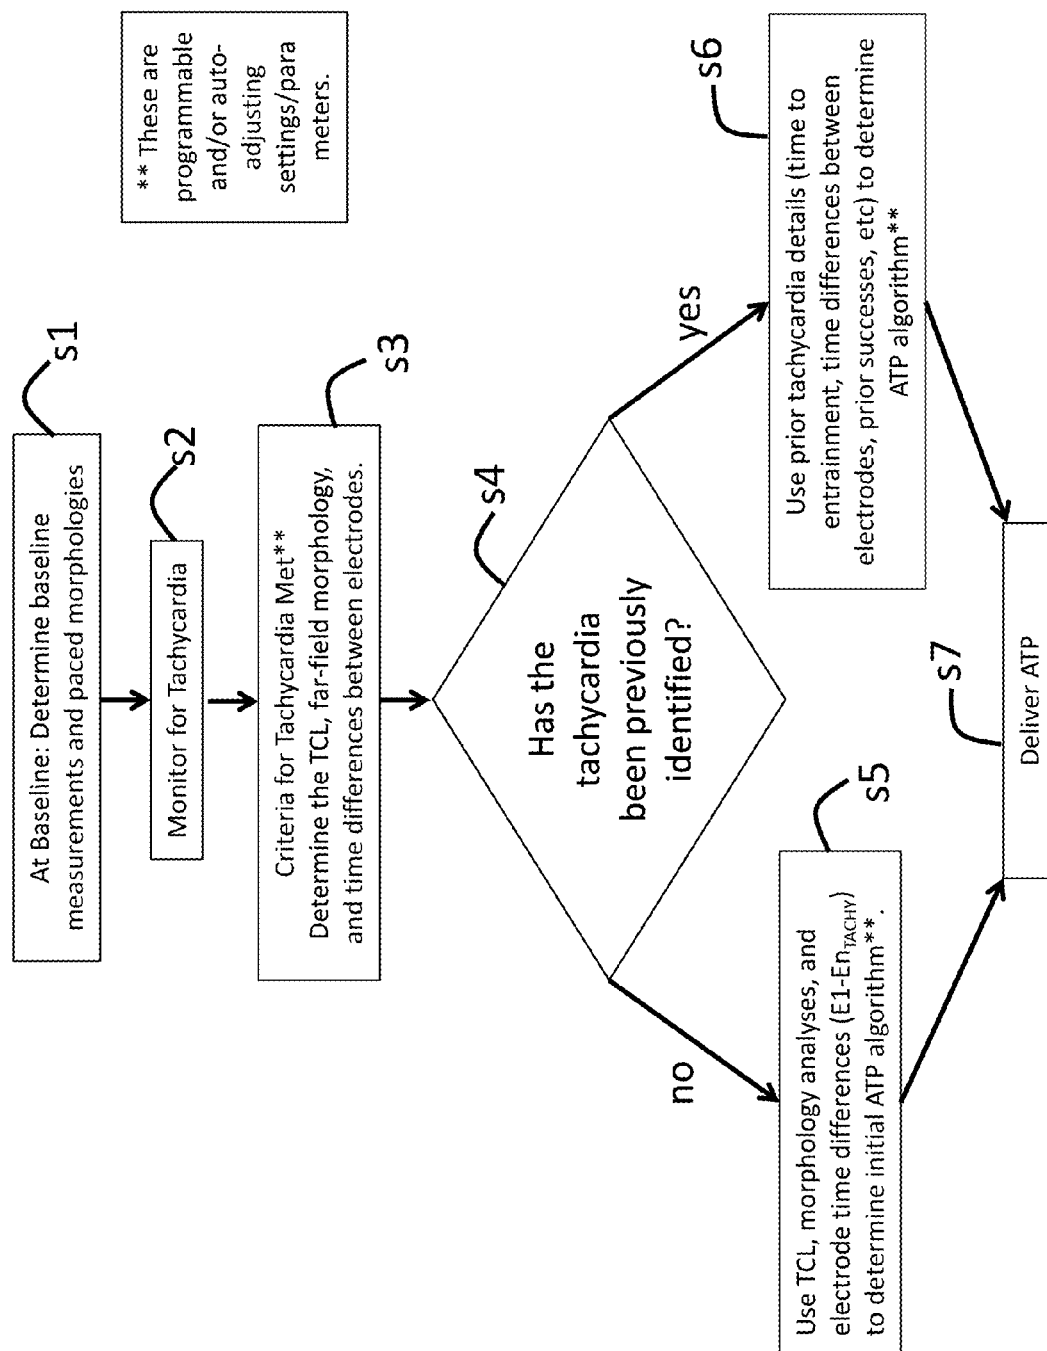 At Baseline: Determine baseline
measurements and paced morphologies
s1
** These are
programmable
and/or auto-
adjusting
settings/para
meters.
Monitor for Tachycardia
s2
Criteria for Tachycardia Met**
Determine the TCL, far-field morphology,
and time differences between electrodes.
s3
Has the
tachycardia
been previously
identified?
s4
no
yes
Use TCL, morphology analyses, and
electrode time differences (E1-EnTACHY)
to determine initial ATP algorithm**.
s5
Use prior tachycardia details (time to
entrainment, time differences between
electrodes, prior successes, etc) to determine
ATP algorithm**
s6
Deliver ATP
s7